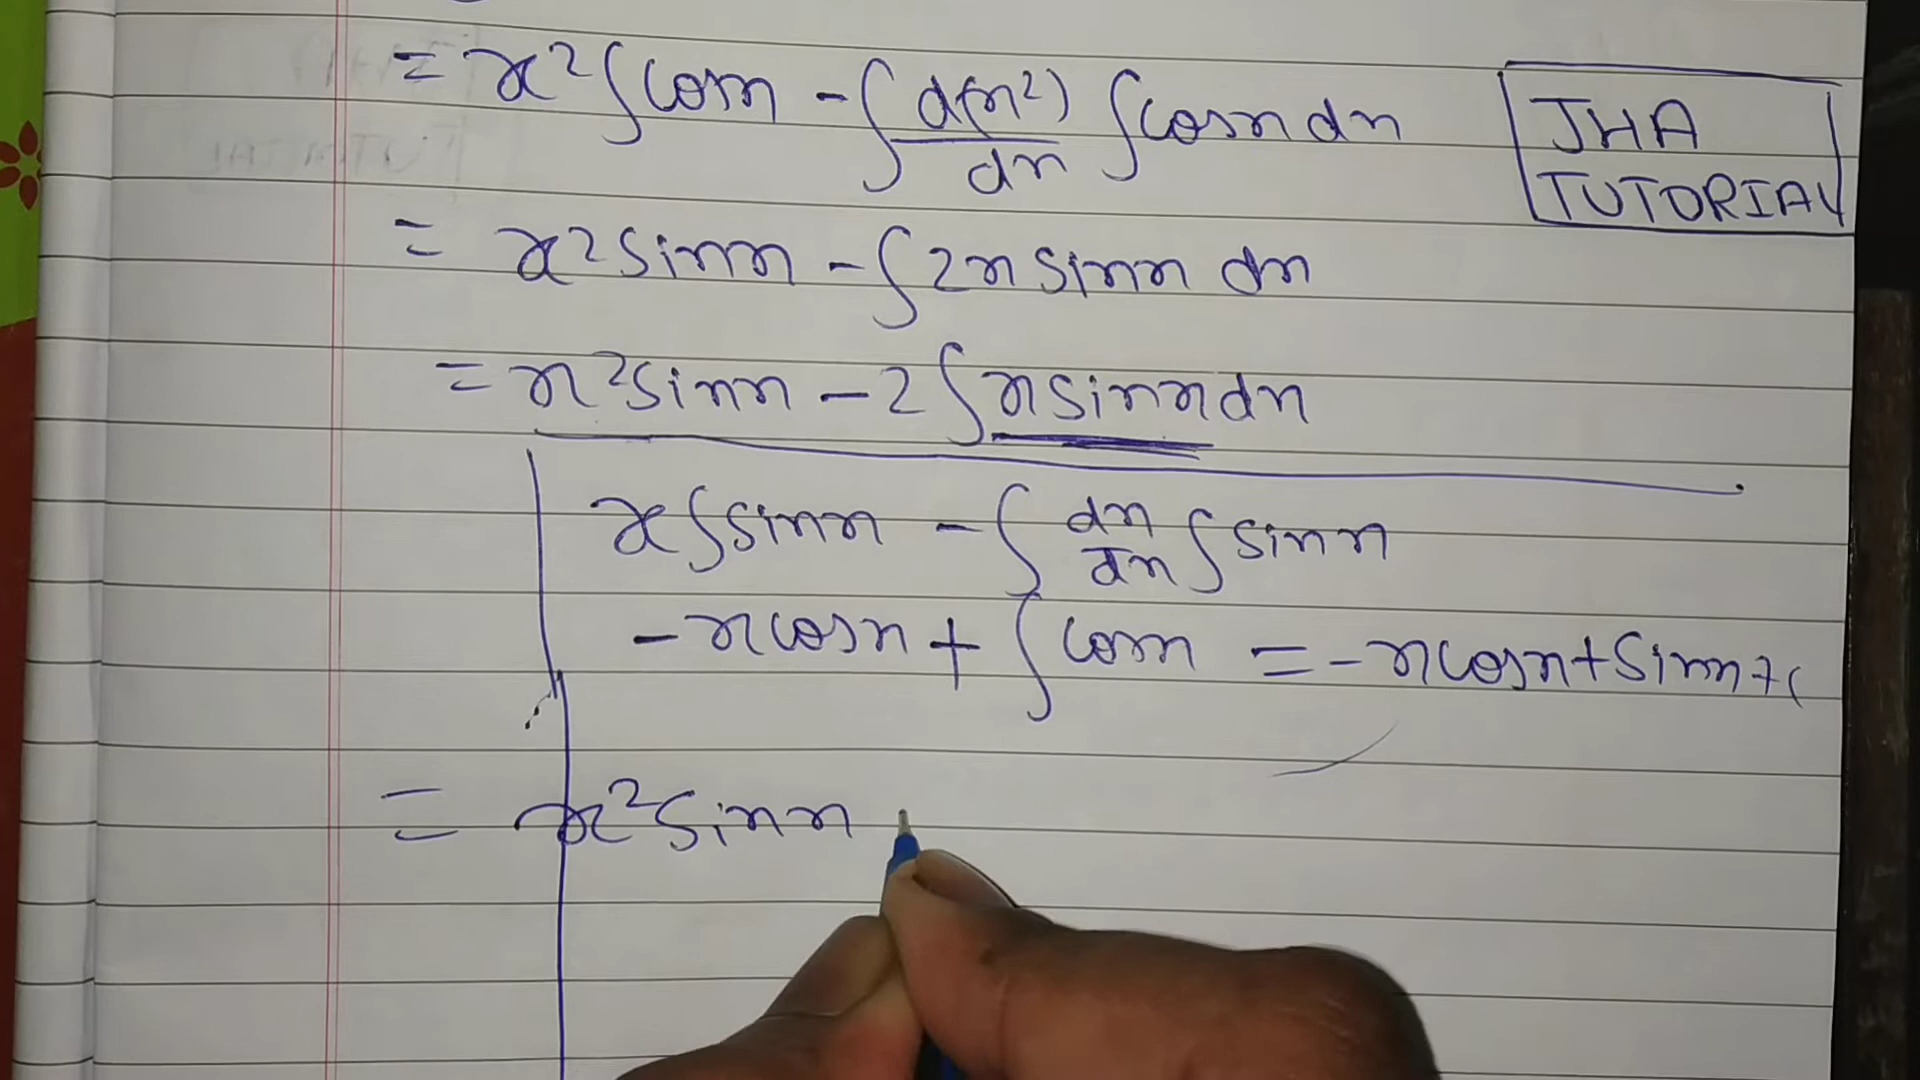 = x² ∫ cosx - ∫ d(x²)/dx ∫ cosx dx
JHA
TUTORIAL
= x² sinx - ∫ 2x sinx dx
= x² sinx - 2 ∫ x sinx dx
x ∫ sinx - ∫ dx/dx ∫ sinx
- x cosx + ∫ cosx = - x cosx + sinx + c
= x² sinx